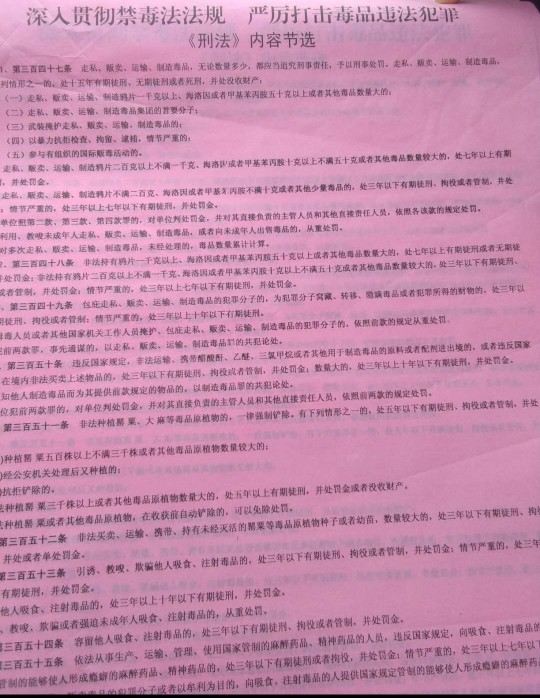 深入贯彻禁毒法法规 严厉打击毒品违法犯罪
《刑法》内容节选
1、第三百四十七条 走私、贩卖、运输、制造毒品，无论数量多少，都应当追究刑事责任，予以刑事处罚。走私、贩卖、运输、制造毒品，
列情形之一的，处十五年有期徒刑、无期徒刑或者死刑，并处没收财产：
（一）走私、贩卖、运输、制造鸦片一千克以上、海洛因或者甲基苯丙胺五十克以上或者其他毒品数量大的；
（二）走私、贩卖、运输、制造毒品集团的首要分子；
（三）武装掩护走私、贩卖、运输、制造毒品的；
（四）以暴力抗拒检查、拘留、逮捕，情节严重的；
（五）参与有组织的国际贩毒活动的。
走私、贩卖、运输、制造鸦片二百克以上不满一千克、海洛因或者甲基苯丙胺十克以上不满五十克或者其他毒品数量较大的，处七年以上有期
，并处罚金。
走私、贩卖、运输、制造鸦片不满二百克、海洛因或者甲基苯丙胺不满十克或者其他少量毒品的，处三年以下有期徒刑、拘役或者管制，并处
；情节严重的，处三年以上七年以下有期徒刑，并处罚金。
单位犯第二款、第三款、第四款罪的，对单位判处罚金，并对其直接负责的主管人员和其他直接责任人员，依照各该款的规定处罚。
利用、教唆未成年人走私、贩卖、运输、制造毒品，或者向未成年人出售毒品的，从重处罚。
对多次走私、贩卖、运输、制造毒品，未经处理的，毒品数量累计计算。
、第三百四十八条 非法持有鸦片一千克以上、海洛因或者甲基苯丙胺五十克以上或者其他毒品数量大的，处七年以上有期徒刑或者无期徒
并处罚金；非法持有鸦片二百克以上不满一千克、海洛因或者甲基苯丙胺十克以上不满五十克或者其他毒品数量较大的，处三年以下有期徒刑、
或者管制，并处罚金；情节严重的，处三年以上七年以下有期徒刑，并处罚金。
、第三百四十九条 包庇走私、贩卖、运输、制造毒品的犯罪分子的，为犯罪分子窝藏、转移、隐瞒毒品或者犯罪所得的财物的，处三年以
期徒刑、拘役或者管制；情节严重的，处三年以上十年以下有期徒刑。
毒人员或者其他国家机关工作人员掩护、包庇走私、贩卖、运输、制造毒品的犯罪分子的，依照前款的规定从重处罚。
犯前两款罪，事先通谋的，以走私、贩卖、运输、制造毒品罪的共犯论处。
、第三百五十条 违反国家规定，非法运输、携带醋酸酐、乙醚、三氯甲烷或者其他用于制造毒品的原料或者配剂进出境的，或者违反国家
在境内非法买卖上述物品的，处三年以下有期徒刑、拘役或者管制，并处罚金；数量大的，处三年以上十年以下有期徒刑，并处罚金。
知他人制造毒品而为其提供前款规定的物品的，以制造毒品罪的共犯论处。
位犯前两款罪的，对单位判处罚金，并对其直接负责的主管人员和其他直接责任人员，依照前两款的规定处罚。
第三百五十一条 非法种植罂 粟、大 麻等毒品原植物的，一律强制铲除。有下列情形之一的，处五年以下有期徒刑、拘役或者管制，并处
)种植罂 粟五百株以上不满三千株或者其他毒品原植物数量较大的；
)经公安机关处理后又种植的；
)抗拒铲除的。
法种植罂 粟三千株以上或者其他毒品原植物数量大的，处五年以上有期徒刑，并处罚金或者没收财产。
法种植罂 粟或者其他毒品原植物，在收获前自动铲除的，可以免除处罚。
第三百五十二条 非法买卖、运输、携带、持有未经灭活的罂粟等毒品原植物种子或者幼苗，数量较大的，处三年以下有期徒刑、拘役
，并处或者单处罚金。
第三百五十三条 引诱、教唆、欺骗他人吸食、注射毒品的，处三年以下有期徒刑、拘役或者管制，并处罚金；情节严重的，处三年
有期徒刑，并处罚金。
他人吸食、注射毒品的，处三年以上十年以下有期徒刑，并处罚金。
、教唆、欺骗或者强迫未成年人吸食、注射毒品的，从重处罚。
第三百五十四条 容留他人吸食、注射毒品的，处三年以下有期徒刑、拘役或者管制，并处罚金。
第三百五十五条 依法从事生产、运输、管理、使用国家管制的麻醉药品、精神药品的人员，违反国家规定，向吸食、注射毒品的
管制的能够使人形成瘾癖的麻醉药品、精神药品的，处三年以下有期徒刑或者拘役，并处罚金；情节严重的，处三年以上七年以
毒品的犯罪分子或者以牟利为目的，向吸食、注射毒品的人提供国家规定管制的能够使人形成瘾癖的麻醉药